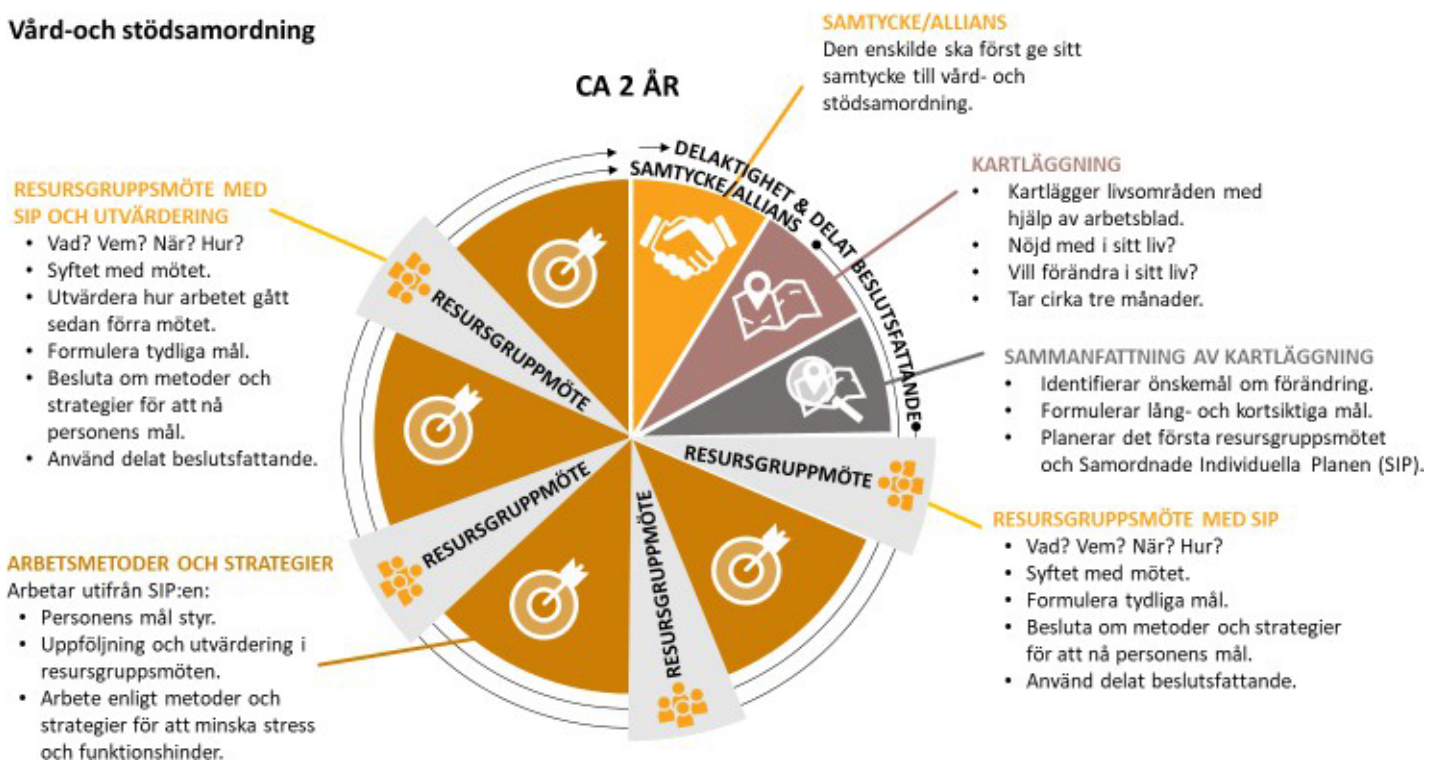 Vård-och stödsamordning
CA 2 ÅR
SAMTYCKE/ALLIANS
Den enskilde ska först ge sitt
samtycke till vård- och
stödsamordning.
KARTLÄGGNING
• Kartlägger livsområden med
hjälp av arbetsblad.
• Nöjd med i sitt liv?
• Vill förändra i sitt liv?
• Tar cirka tre månader.
SAMMANFATTNING AV KARTLÄGGNING
• Identifierar önskemål om förändring.
• Formulerar lång- och kortsiktiga mål.
• Planerar det första resursgruppsmötet
och Samordnade Individuella Planen (SIP).
RESURSGRUPPSMÖTE MED SIP
• Vad? Vem? När? Hur?
• Syftet med mötet.
• Formulera tydliga mål.
• Besluta om metoder och strategier
för att nå personens mål.
• Använd delat beslutsfattande.
RESURSGRUPPSMÖTE MED
SIP OCH UTVÄRDERING
• Vad? Vem? När? Hur?
• Syftet med mötet.
• Utvärdera hur arbetet gått
sedan förra mötet.
• Formulera tydliga mål.
• Besluta om metoder och
strategier för att nå
personens mål.
• Använd delat beslutsfattande.
ARBETSMETODER OCH STRATEGIER
Arbetar utifrån SIP:en:
• Personens mål styr.
• Uppföljning och utvärdering i
resursgruppsmöten.
• Arbete enligt metoder och
strategier för att minska stress
och funktionshinder.
DELAKTIGHET & DELAT BESLUTSFATTANDE
SAMTYCKE/ALLIANS
RESURSGRUPPMÖTE
RESURSGRUPPMÖTE
RESURSGRUPPMÖTE
RESURSGRUPPMÖTE